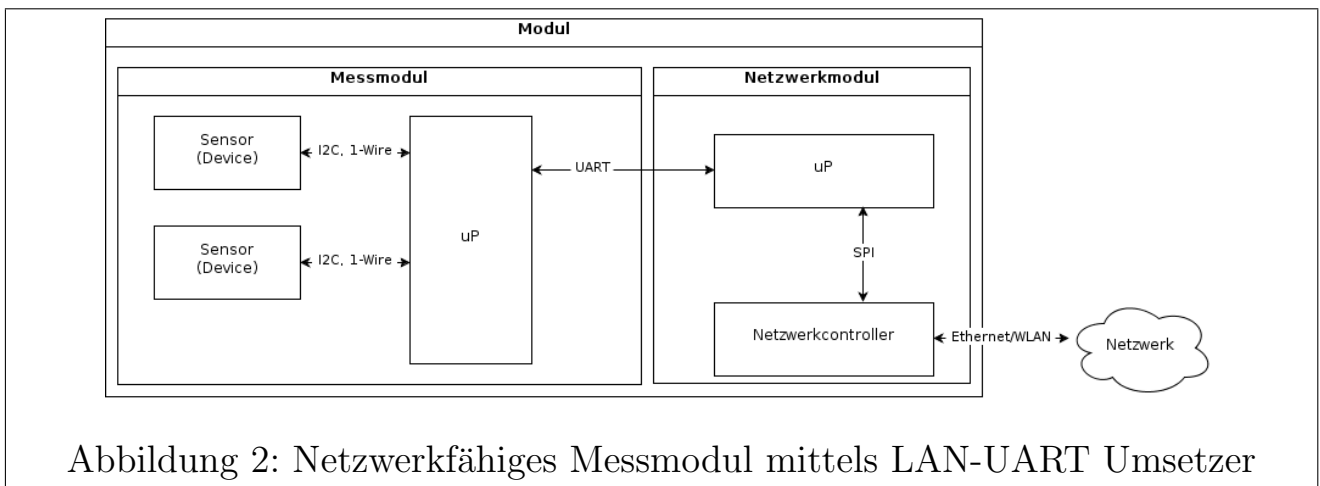 Modul
Messmodul
Netzwerkmodul
Sensor
(Device)
I2C, 1-Wire
uP
UART
uP
Sensor
(Device)
I2C, 1-Wire
SPI
Netzwerkcontroller
Ethernet/WLAN
Netzwerk
Abbildung 2: Netzwerkfähiges Messmodul mittels LAN-UART Umsetzer